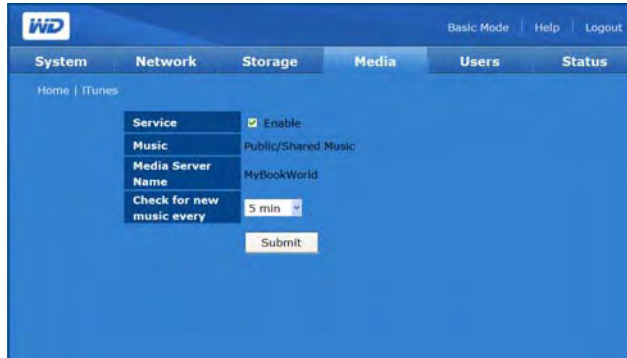 WD
Basic Mode | Help | Logout
System Network Storage Media Users Status
Home | ITunes
Service Enable
Music Public/Shared Music
Media Server
Name MyBookWorld
Check for new
music every 5 min
Submit